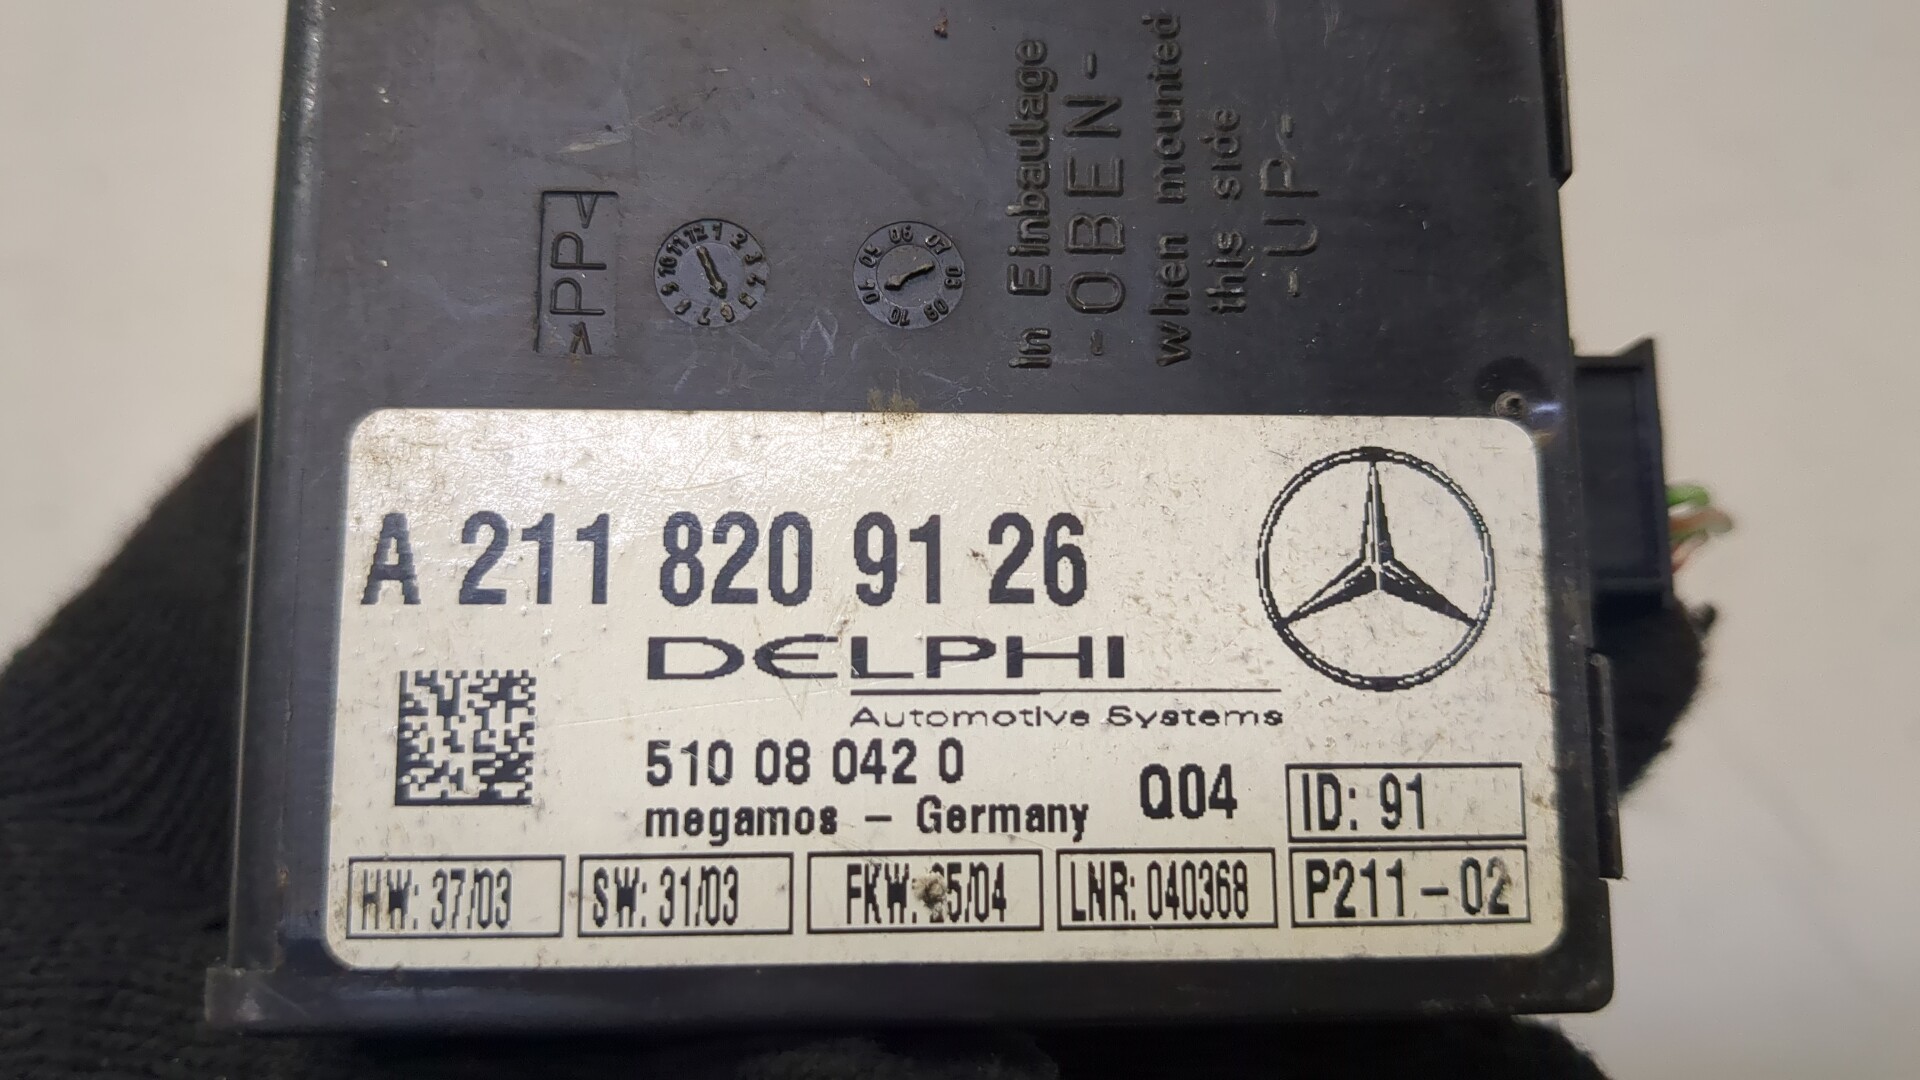 >PP<
in Einbaulage
-OBEN-
when mounted
this side
-UP-
A 211 820 91 26
DELPHI
Automotive Systems
510 08 042 0
megamos - Germany
Q04
ID: 91
HW: 37/03
SW: 31/03
FKW: 25/04
LNR: 040368
P211-02